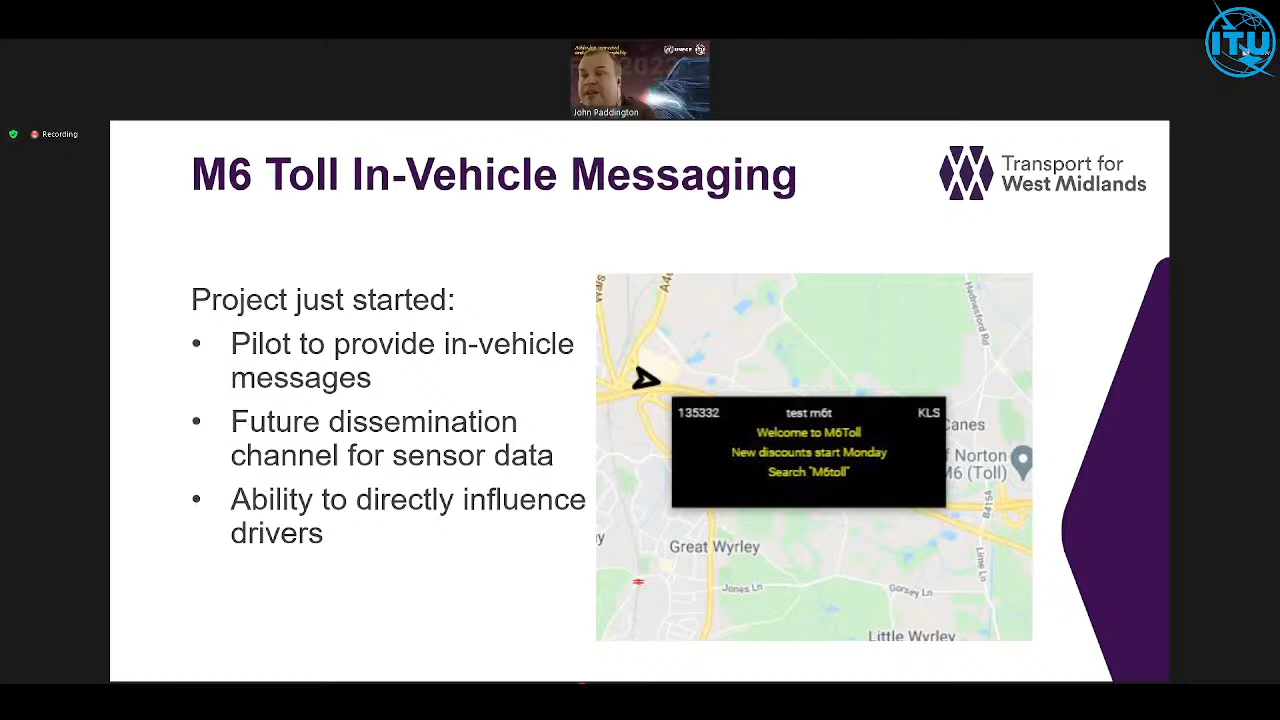 ITU
John Paddington
Recording
M6 Toll In-Vehicle Messaging
Transport for
West Midlands
Project just started:
• Pilot to provide in-vehicle
messages
• Future dissemination
channel for sensor data
• Ability to directly influence
drivers
Hednesford Rd
135332 test m6t KLS
Welcome to M6Toll
New discounts start Monday
Search "M6toll"
Canes
f Norton
M6 (Toll)
B4154
Great Wyrley
Jones Ln
Gorsey Ln
Lime Ln
Little Wyrley